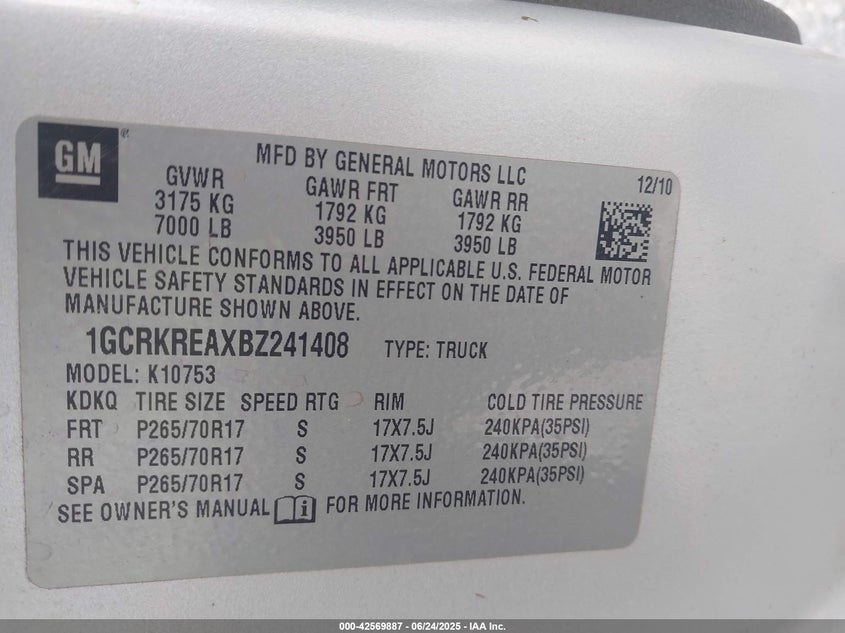 GM®
MFD BY GENERAL MOTORS LLC
12/10
GVWR GAWR FRT GAWR RR
3175 KG 1792 KG 1792 KG
7000 LB 3950 LB 3950 LB
THIS VEHICLE CONFORMS TO ALL APPLICABLE U.S. FEDERAL MOTOR
VEHICLE SAFETY STANDARDS IN EFFECT ON THE DATE OF
MANUFACTURE SHOWN ABOVE.
1GCRKREAXBZ241408 TYPE: TRUCK
MODEL: K10753
KDKQ TIRE SIZE SPEED RTG RIM COLD TIRE PRESSURE
FRT P265/70R17 S 17X7.5J 240KPA(35PSI)
RR P265/70R17 S 17X7.5J 240KPA(35PSI)
SPA P265/70R17 S 17X7.5J 240KPA(35PSI)
SEE OWNER'S MANUAL FOR MORE INFORMATION.
000-42569887 - 06/24/2025 - IAA Inc.